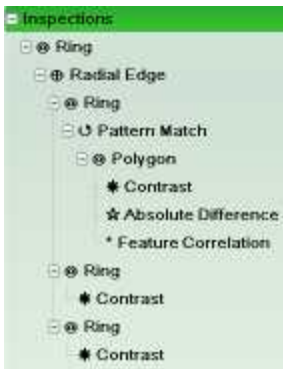 Inspections
Ring
Radial Edge
Ring
Pattern Match
Polygon
Contrast
Absolute Difference
* Feature Correlation
Ring
Contrast
Ring
Contrast